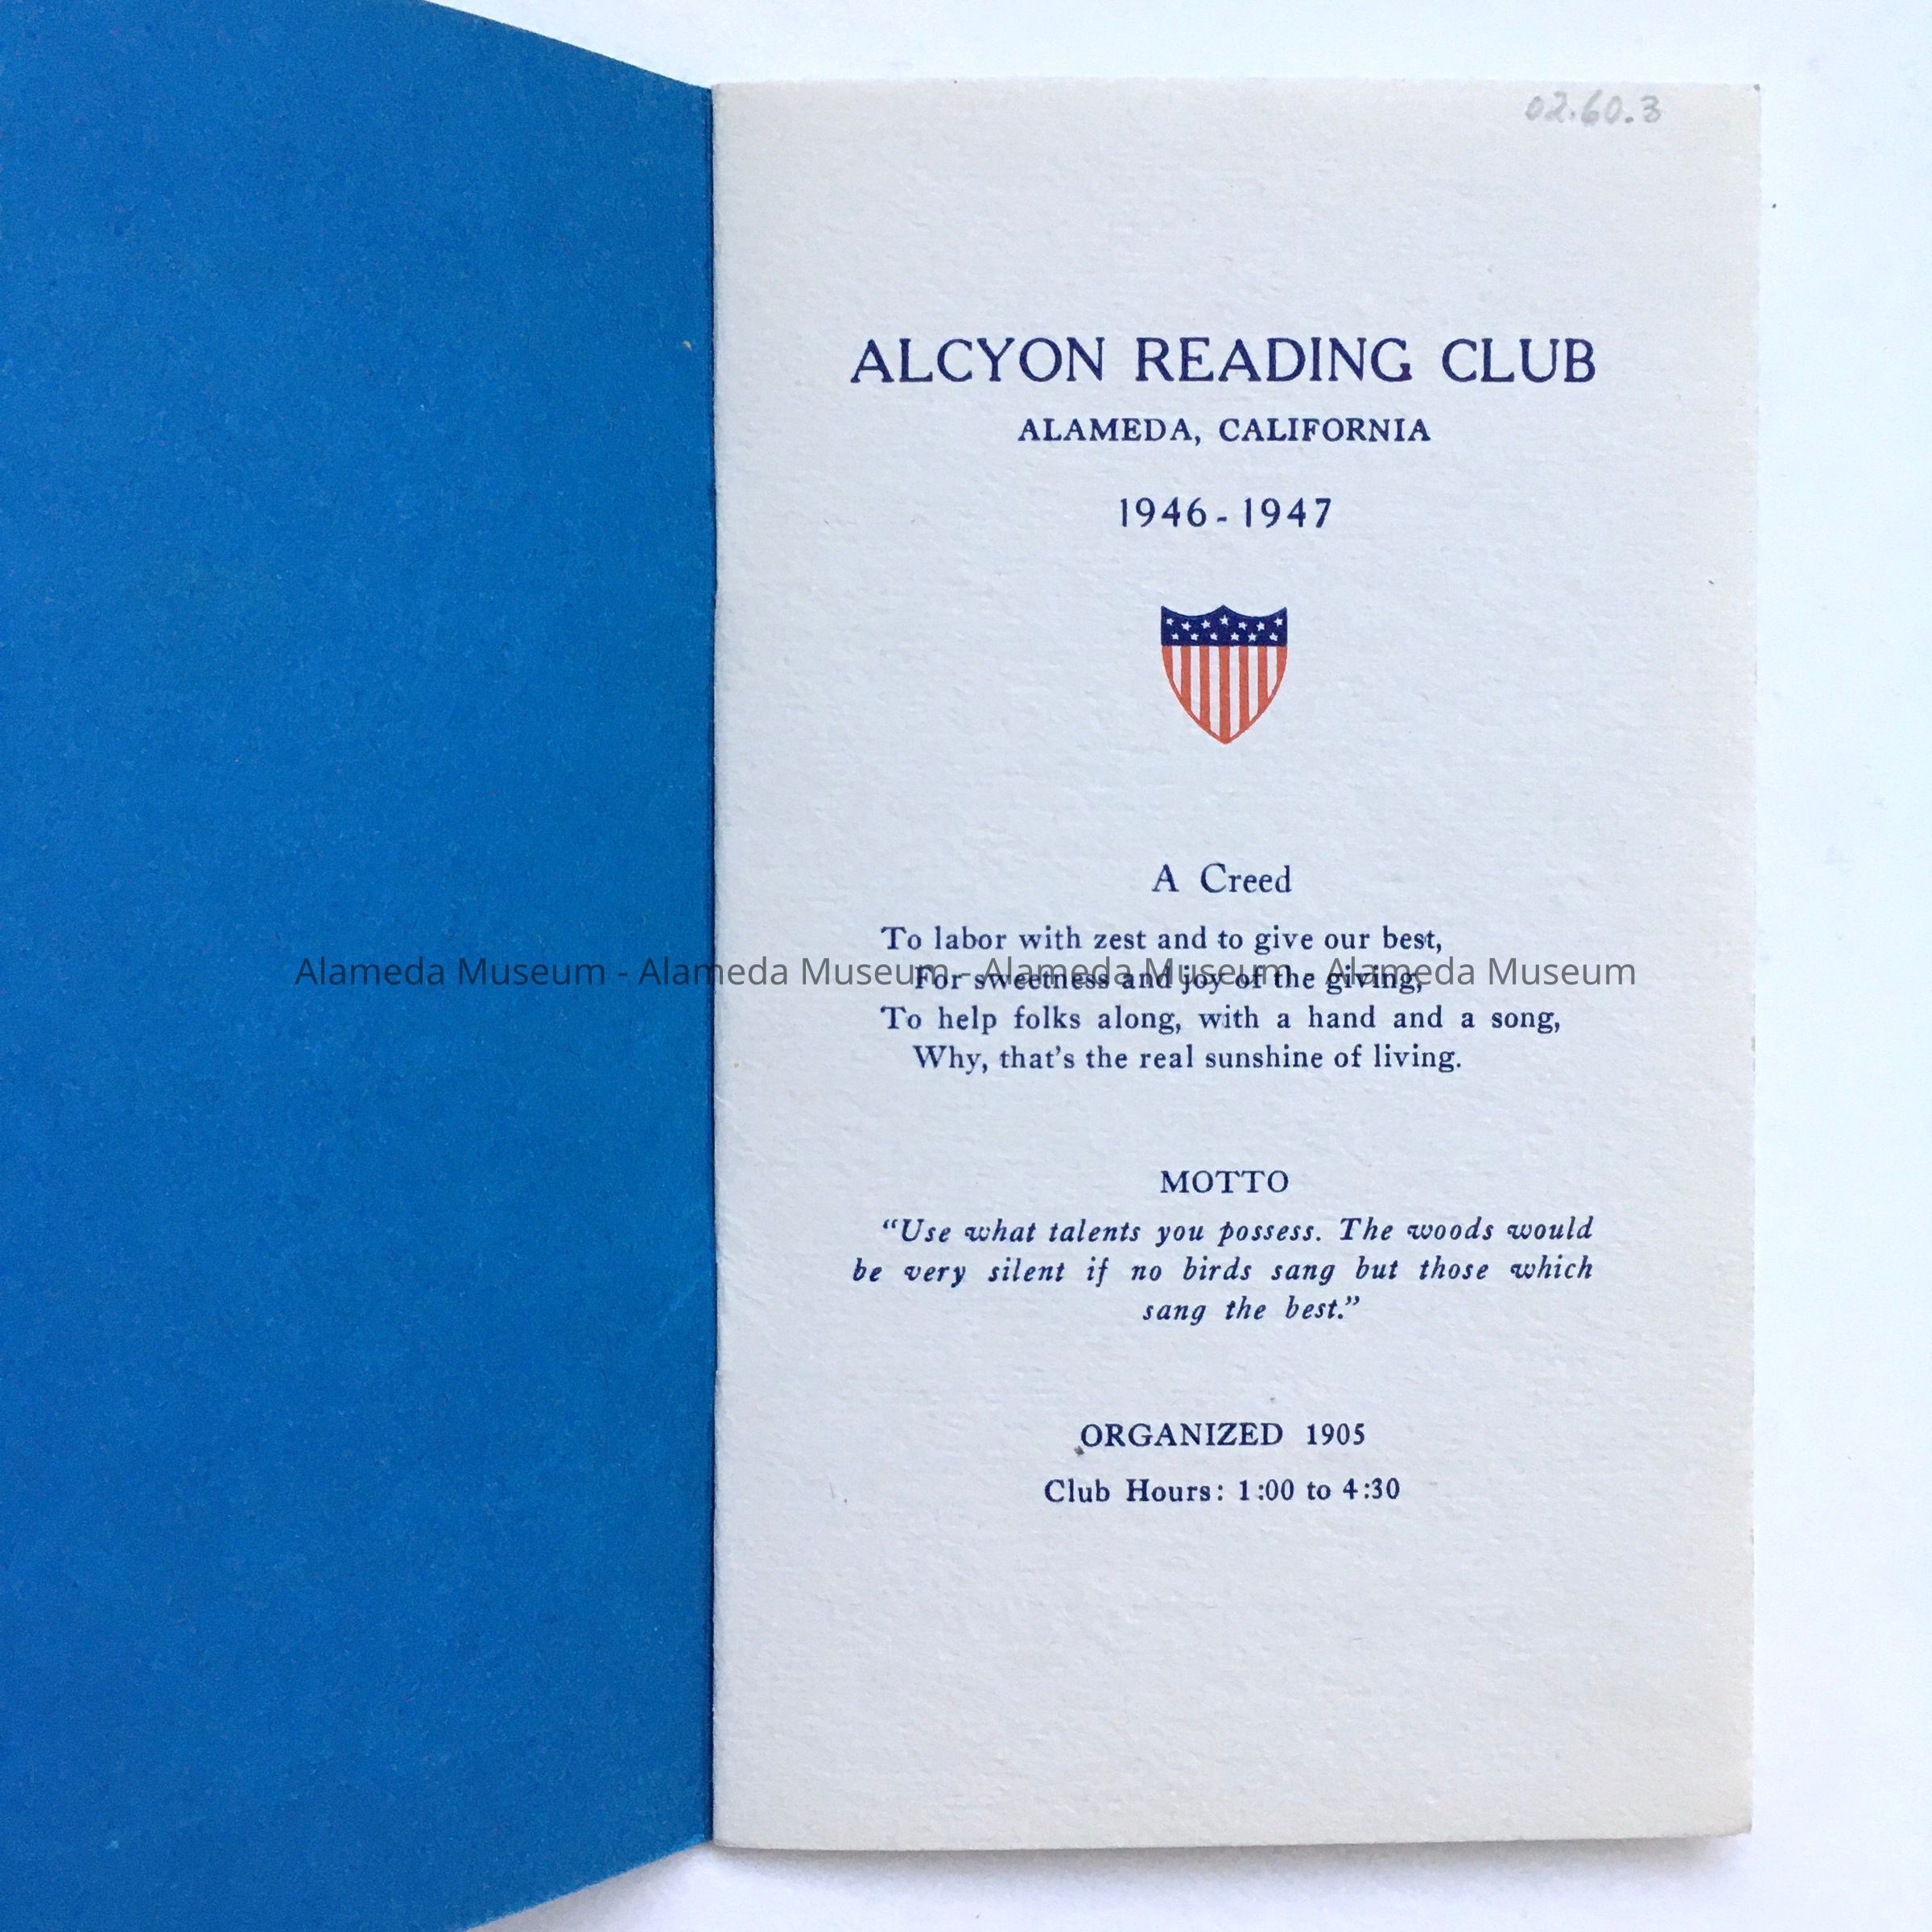 02.60.3
ALCYON READING CLUB
ALAMEDA, CALIFORNIA
1946-1947
A Creed
To labor with zest and to give our best,
Alameda Museum - Alameda Museum - Alameda Museum - Alameda Museum
For sweetness and joy of the giving,
To help folks along, with a hand and a song,
Why, that's the real sunshine of living.
MOTTO
"Use what talents you possess. The woods would
be very silent if no birds sang but those which
sang the best."
ORGANIZED 1905
Club Hours: 1:00 to 4:30